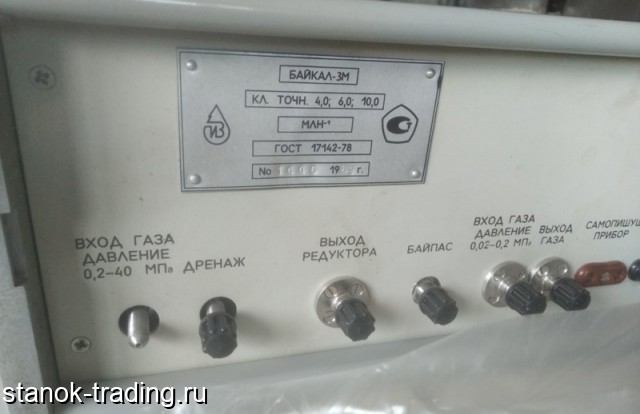 БАЙКАЛ-3М
КЛ. ТОЧН. 4,0; 6,0; 10,0
МЛН⁻¹
ГОСТ 17142-78
ИЗ
No 19 г.
ВХОД ГАЗА
ДАВЛЕНИЕ
0,2-40 МПа
ДРЕНАЖ
ВЫХОД
РЕДУКТОРА
БАЙПАС
ВХОД ГАЗА
ДАВЛЕНИЕ
0,02-0,2 МПа
ВЫХОД
ГАЗА
САМОПИШУЩ
ПРИБОР
stanok-trading.ru